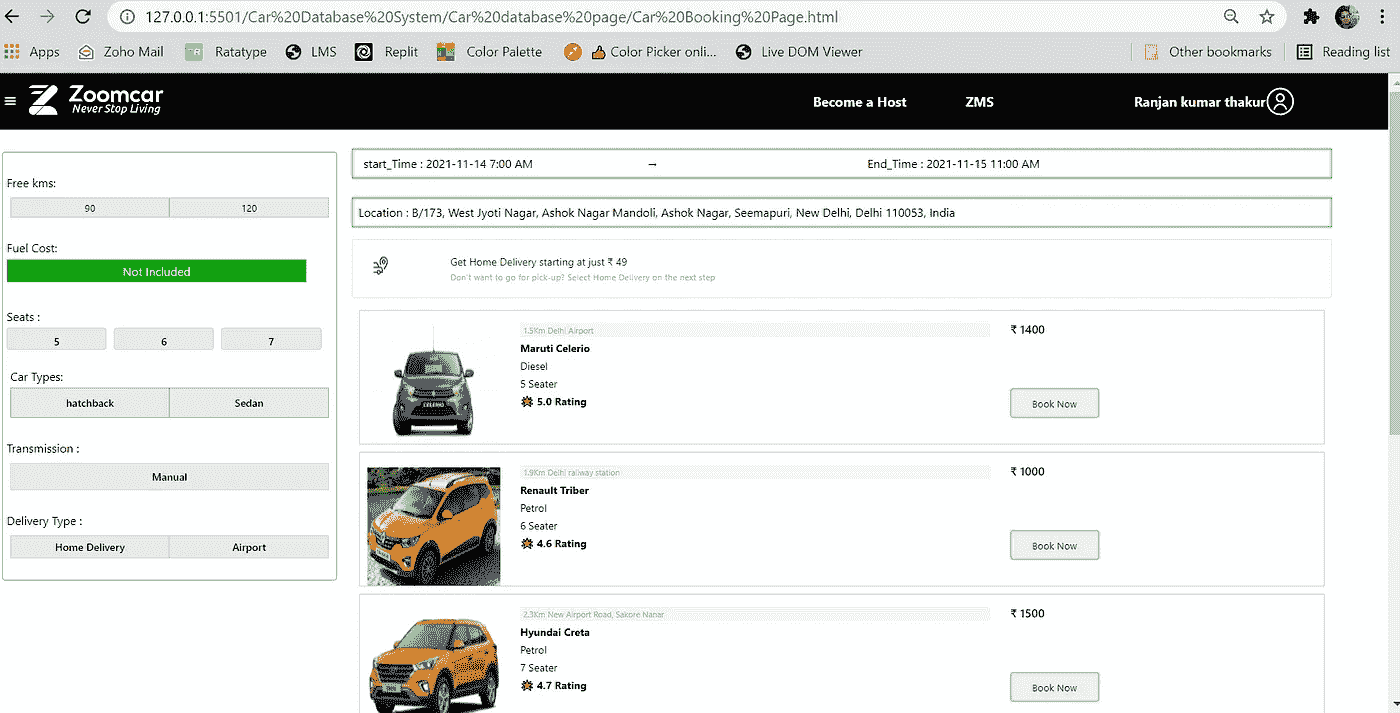 127.0.0.1:5501/Car%20Database%20System/Car%20database%20page/Car%20Booking%20Page.html
Apps Zoho Mail TR Ratatype LMS Replit Color Palette Color Picker onli... Live DOM Viewer Other bookmarks Reading list
Zoomcar
Never Stop Living
Become a Host ZMS Ranjan kumar thakur
Free kms:
90 120
Fuel Cost:
Not Included
Seats :
5 6 7
Car Types:
hatchback Sedan
Transmission :
Manual
Delivery Type :
Home Delivery Airport
start_Time : 2021-11-14 7:00 AM → End_Time : 2021-11-15 11:00 AM
Location : B/173, West Jyoti Nagar, Ashok Nagar Mandoli, Ashok Nagar, Seemapuri, New Delhi, Delhi 110053, India
Get Home Delivery starting at just ₹ 49
Don't want to go for pick-up? Select Home Delivery on the next step
1.5Km Delhi Airport ₹ 1400
Maruti Celerio
Diesel
5 Seater
5.0 Rating
Book Now
1.9Km Delhi railway station ₹ 1000
Renault Triber
Petrol
6 Seater
4.6 Rating
Book Now
2.3Km New Airport Road, Sakore Nanar ₹ 1500
Hyundai Creta
Petrol
7 Seater
4.7 Rating
Book Now